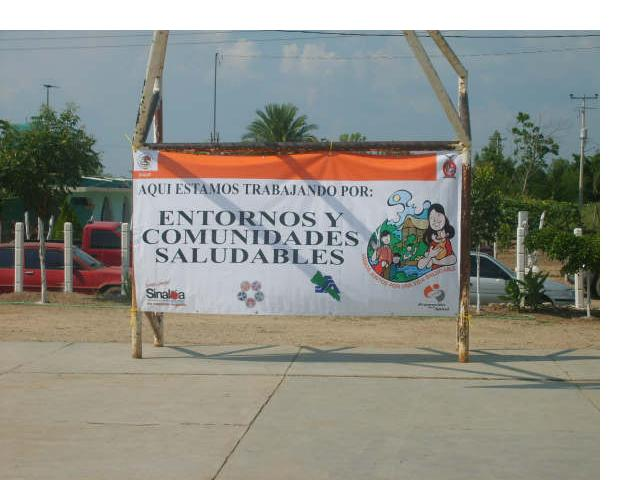 AQUI ESTAMOS TRABAJANDO POR:
ENTORNOS Y
COMUNIDADES
SALUDABLES
Sinaloa